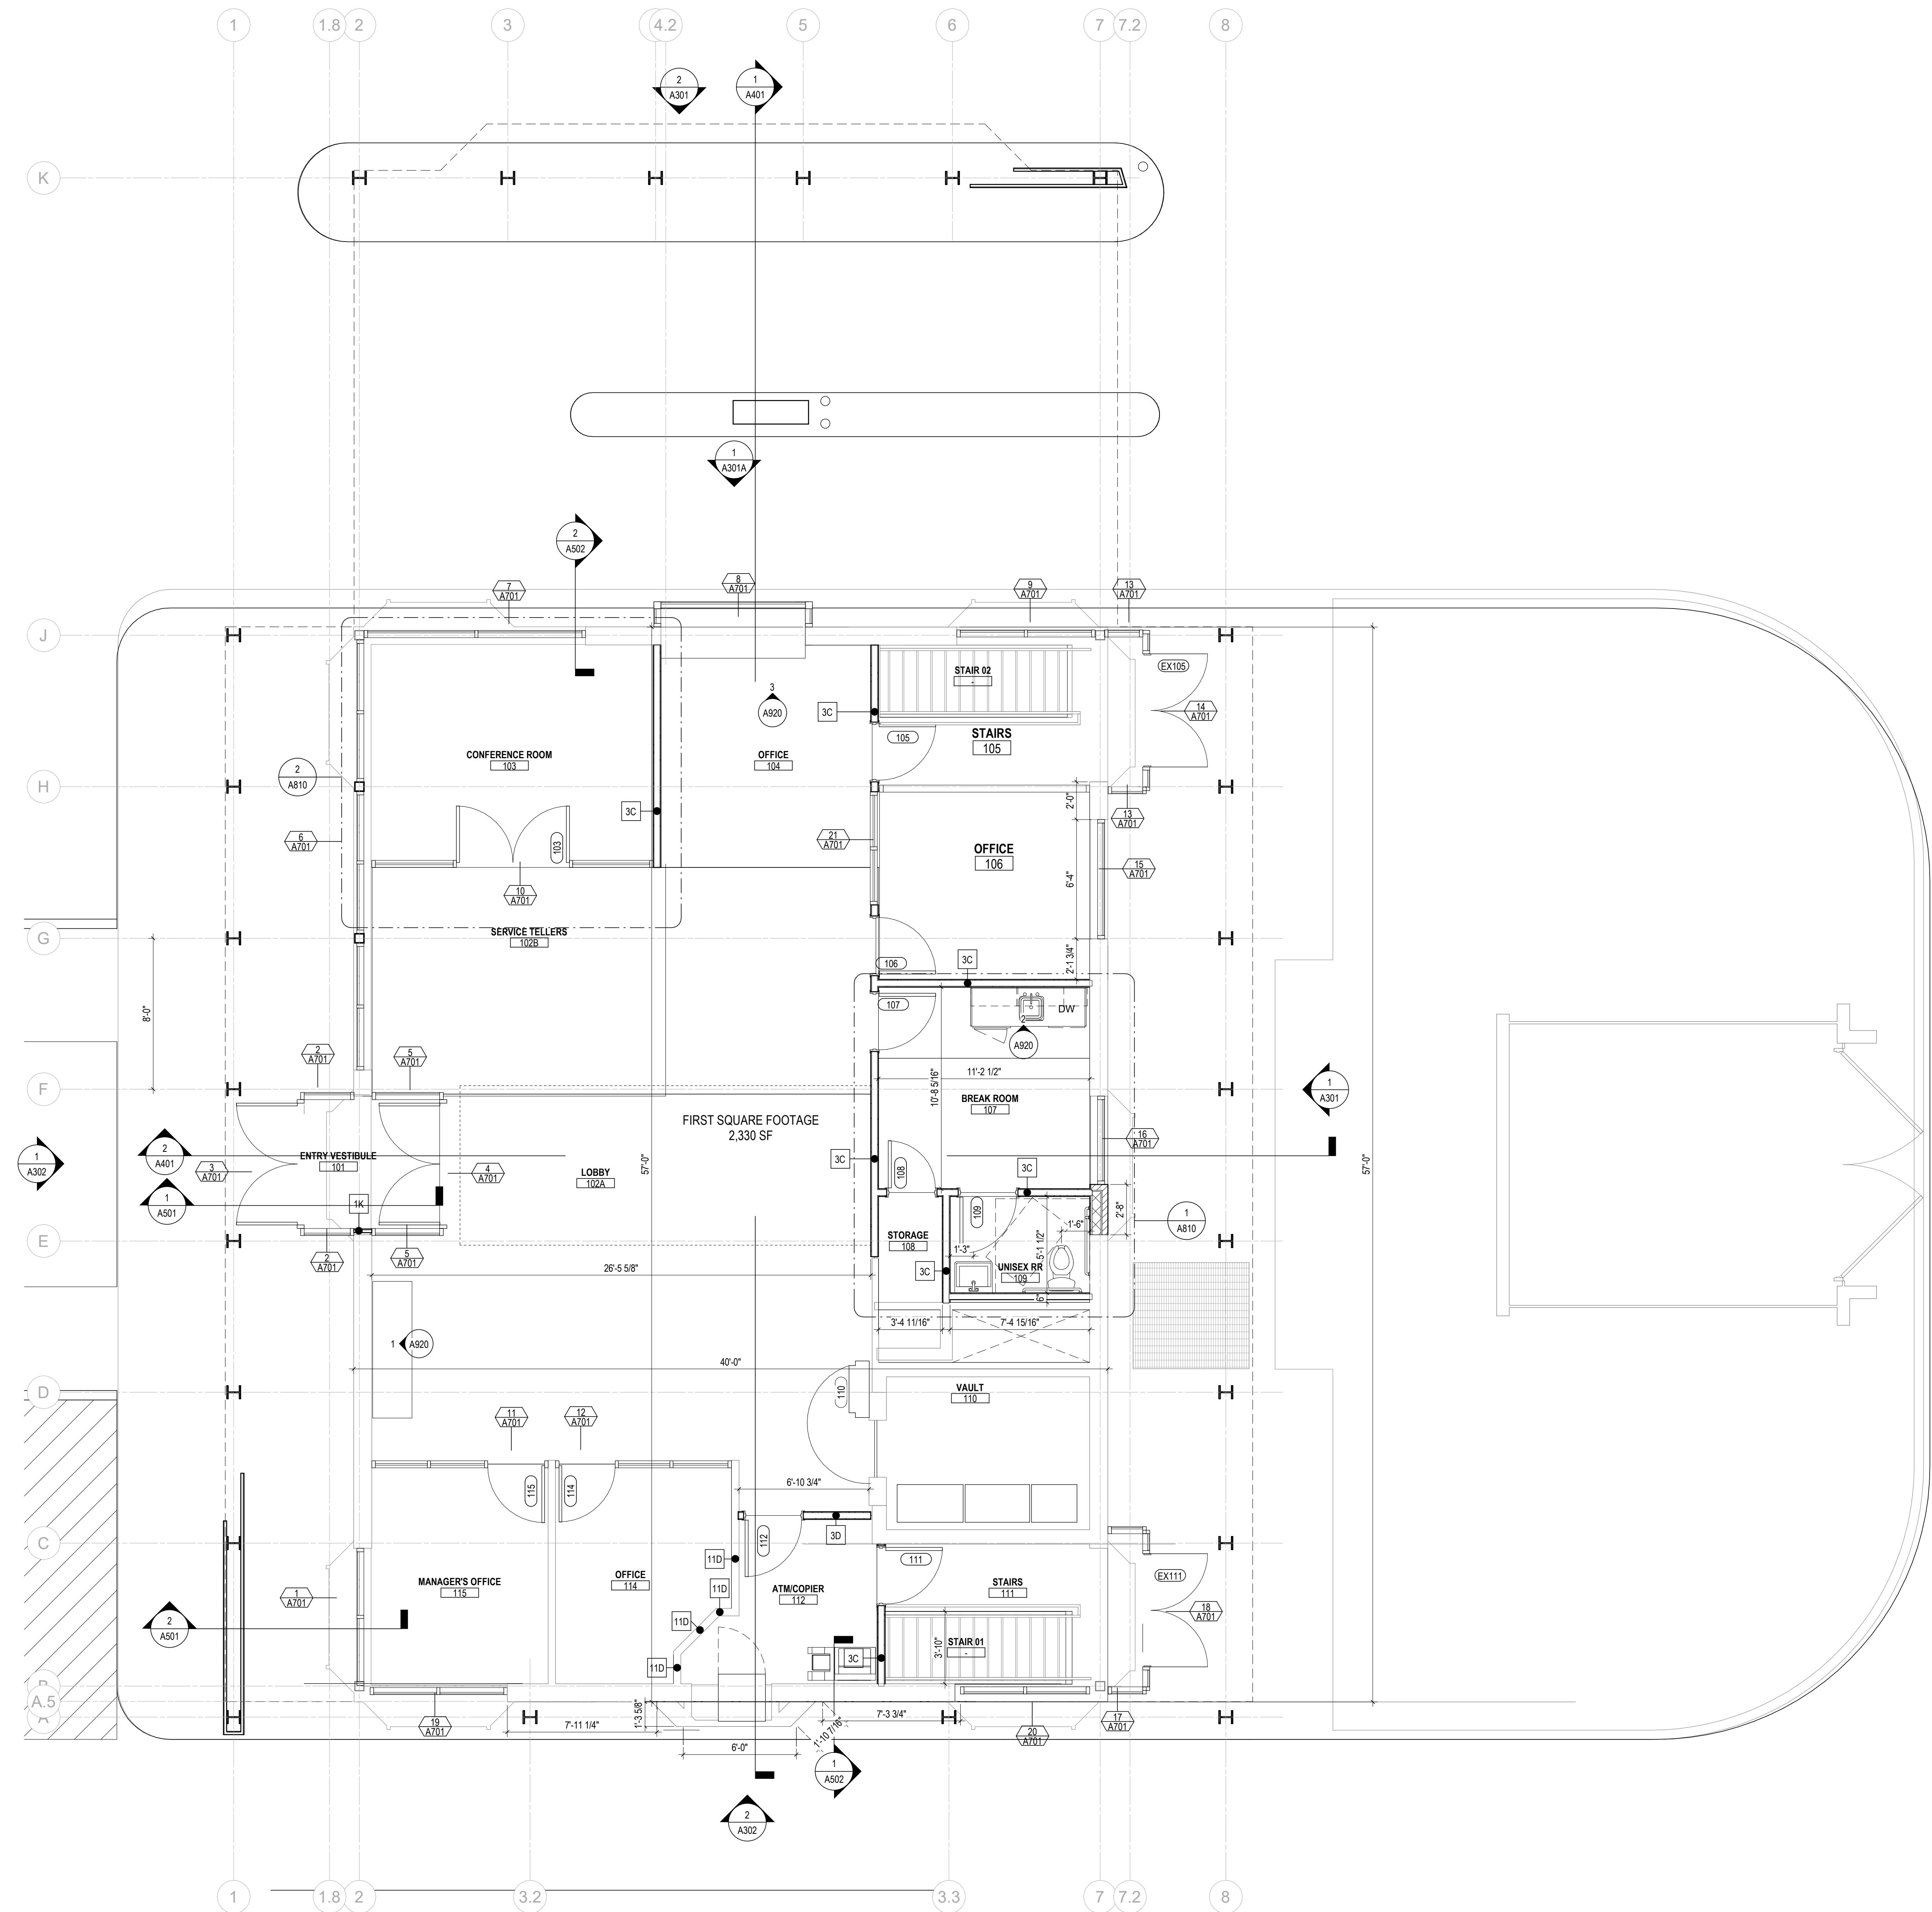 1
1.8
2
3
4.2
5
6
7
7.2
8
2
A301
1
A401
K
1
A301A
2
A502
7
A701
8
A701
9
A701
13
A701
J
STAIR 02
-
EX105
3
A920
3C
14
A701
105
STAIRS
105
CONFERENCE ROOM
103
OFFICE
104
2
A810
H
2'-0"
3C
13
A701
6
A701
103
21
A701
OFFICE
106
15
A701
6'-4"
10
A701
SERVICE TELLERS
102B
G
106
3C
2'-1 3/4"
107
DW
2
A920
8'-0"
2
A701
5
A701
F
11'-2 1/2"
10'-8 5/16"
1
A301
BREAK ROOM
107
FIRST SQUARE FOOTAGE
2,330 SF
16
A701
2
A401
1
A302
ENTRY VESTIBULE
101
3
A701
4
A701
LOBBY
102A
57'-0"
57'-0"
3C
108
3C
1
A501
1K
109
2'-8"
1'-6"
1
A810
E
2
A701
5
A701
STORAGE
108
5'-1 1/2"
1'-3"
26'-5 5/8"
3C
UNISEX RR
109
6"
3'-4 11/16"
7'-4 15/16"
1
A920
40'-0"
D
110
VAULT
110
11
A701
12
A701
6'-10 3/4"
115
114
3D
C
112
11D
111
EX111
MANAGER'S OFFICE
115
OFFICE
114
ATM/COPIER
112
STAIRS
111
1
A701
11D
18
A701
2
A501
11D
STAIR 01
-
3'-10"
3C
11D
B
A.5
A
19
A701
7'-11 1/4"
1'-3 5/8"
6'-0"
1'-10 7/16"
7'-3 3/4"
20
A701
17
A701
1
A502
2
A302
1
1.8
2
3.2
3.3
7
7.2
8